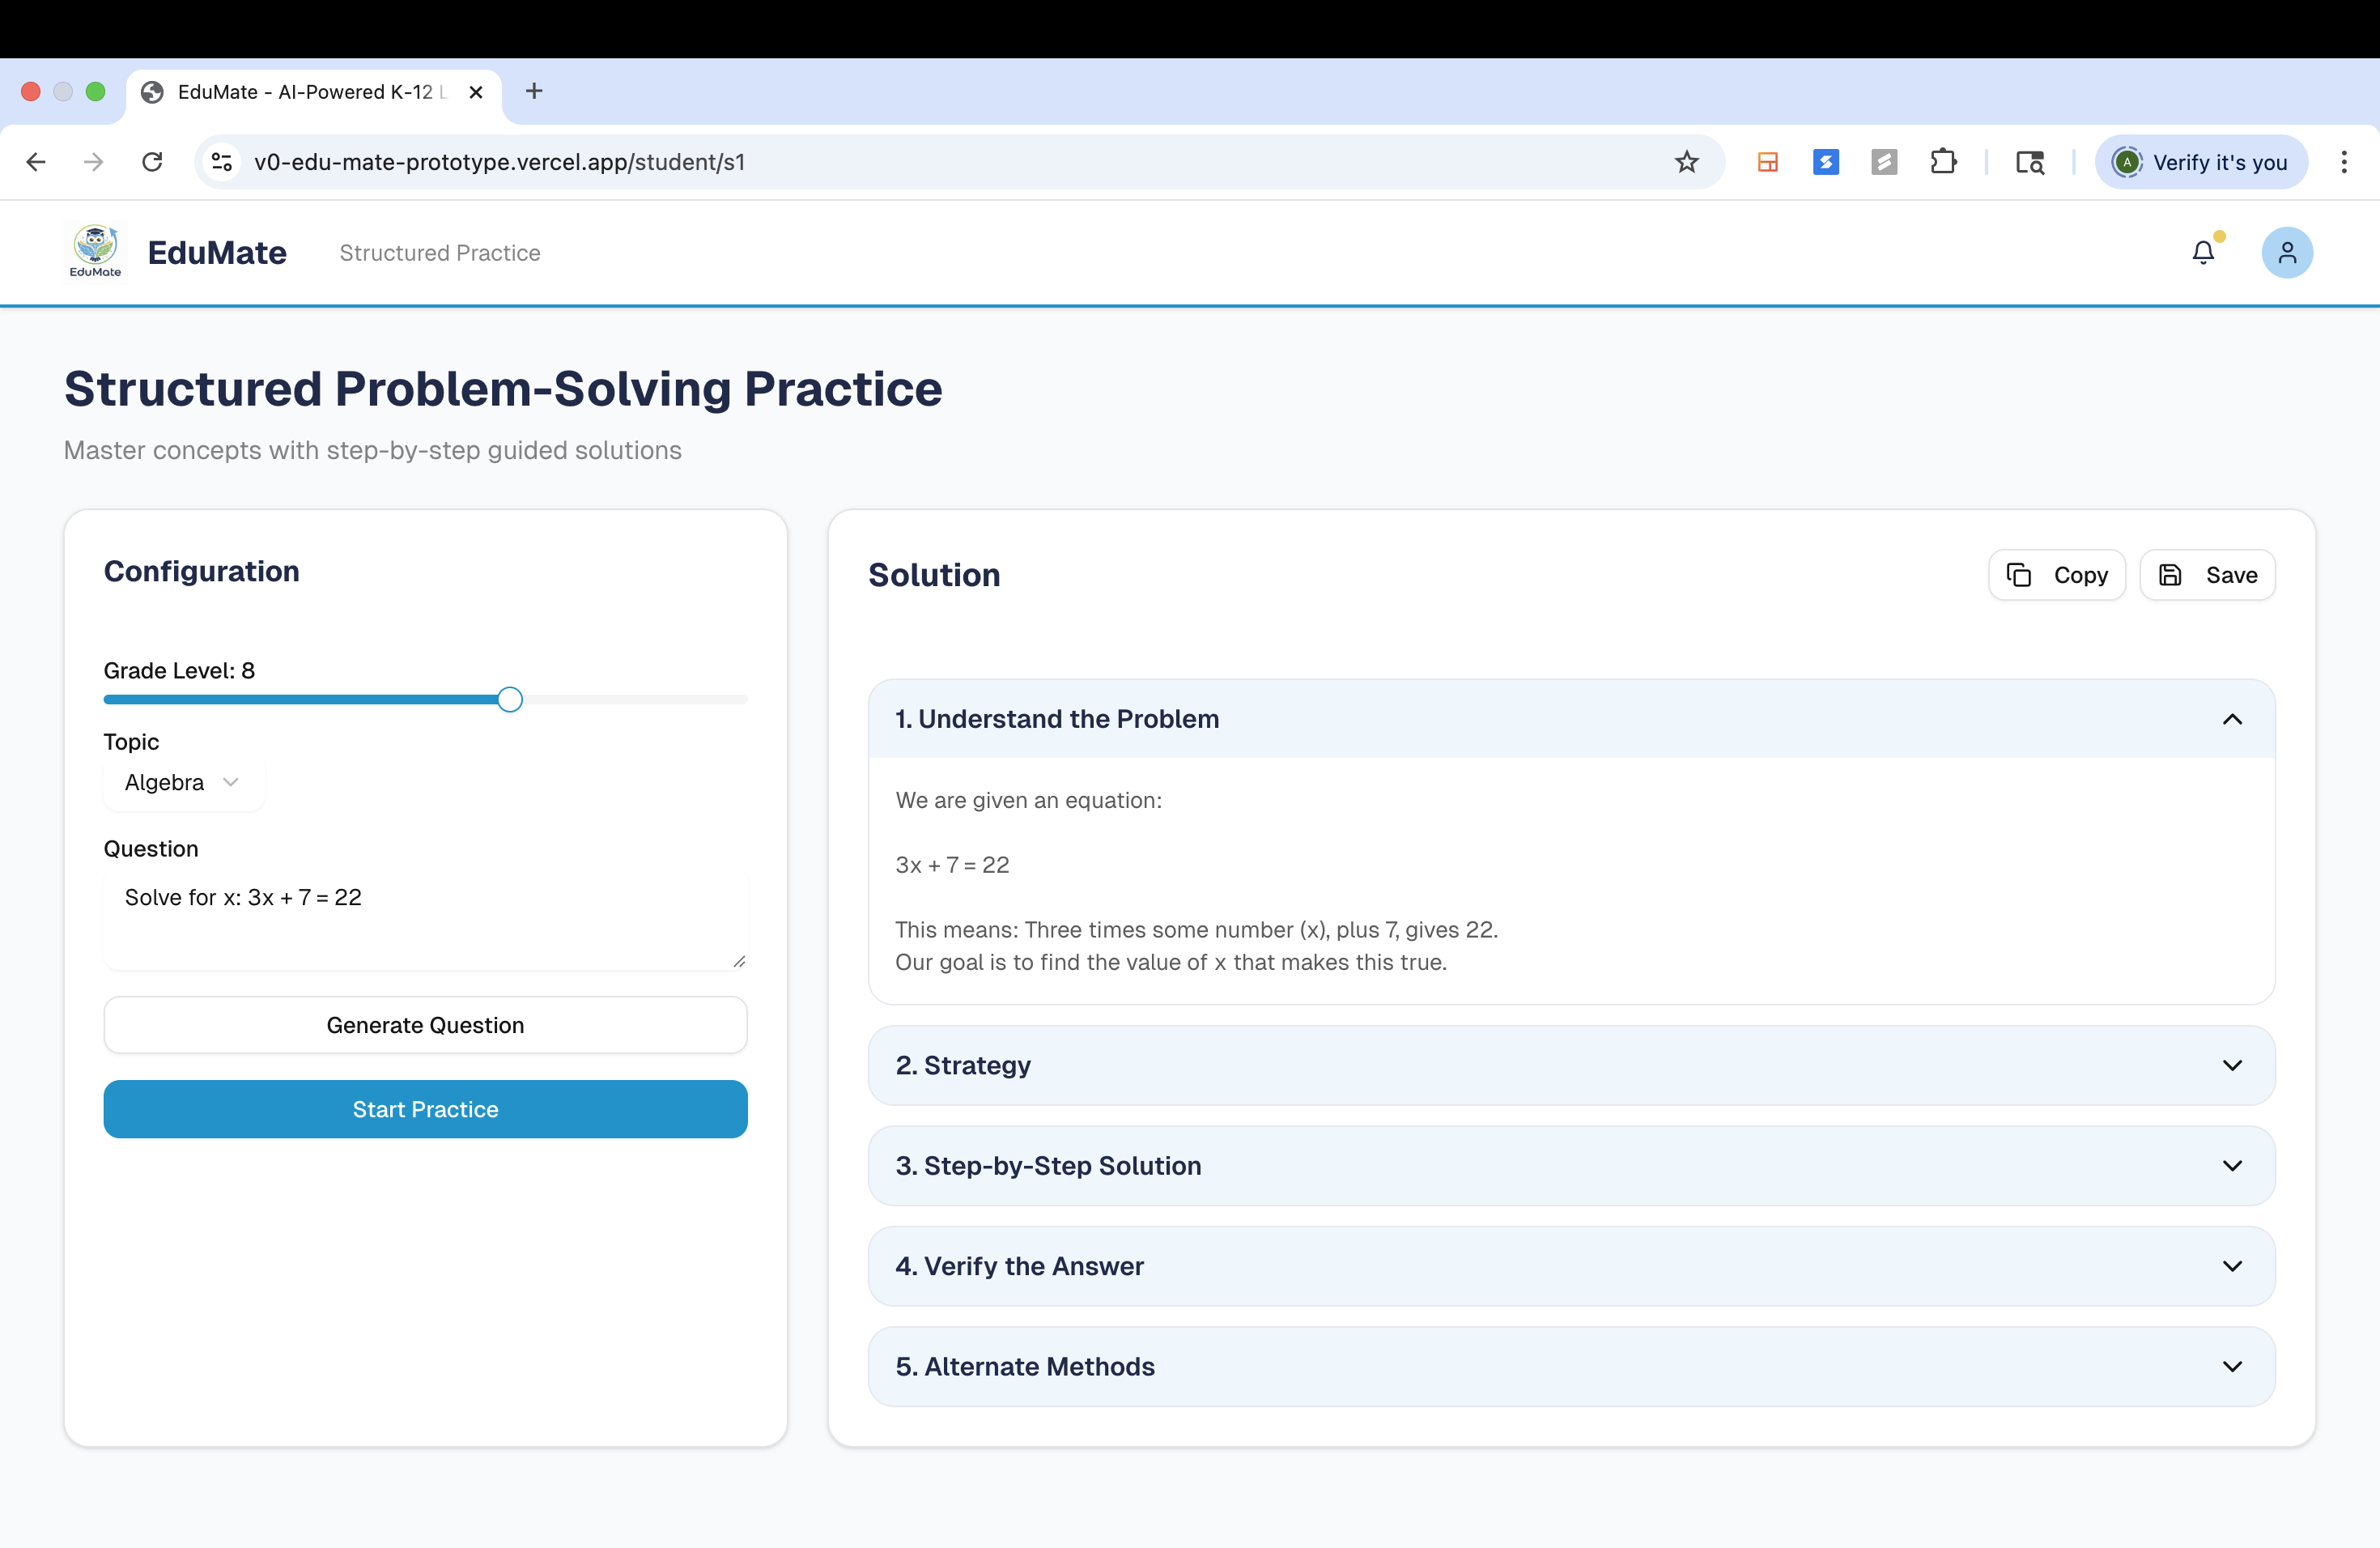 EduMate - AI-Powered K-12 L
v0-edu-mate-prototype.vercel.app/student/s1
A Verify it's you
EduMate
EduMate
Structured Practice
Structured Problem-Solving Practice
Master concepts with step-by-step guided solutions
Configuration
Grade Level: 8
Topic
Algebra
Question
Solve for x: 3x + 7 = 22
Generate Question
Start Practice
Solution
Copy
Save
1. Understand the Problem
We are given an equation:
3x + 7 = 22
This means: Three times some number (x), plus 7, gives 22.
Our goal is to find the value of x that makes this true.
2. Strategy
3. Step-by-Step Solution
4. Verify the Answer
5. Alternate Methods